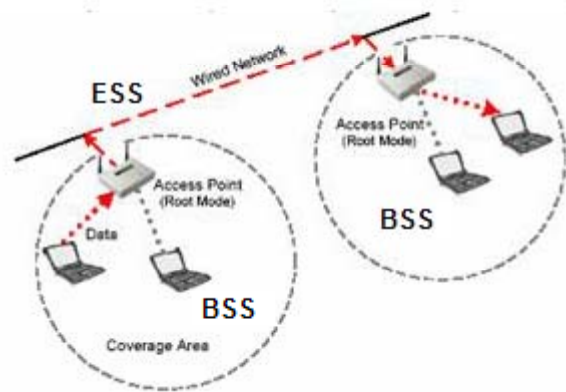 Wired Network
ESS
Access Point
(Root Mode)
BSS
Access Point
(Root Mode)
Data
BSS
Coverage Area